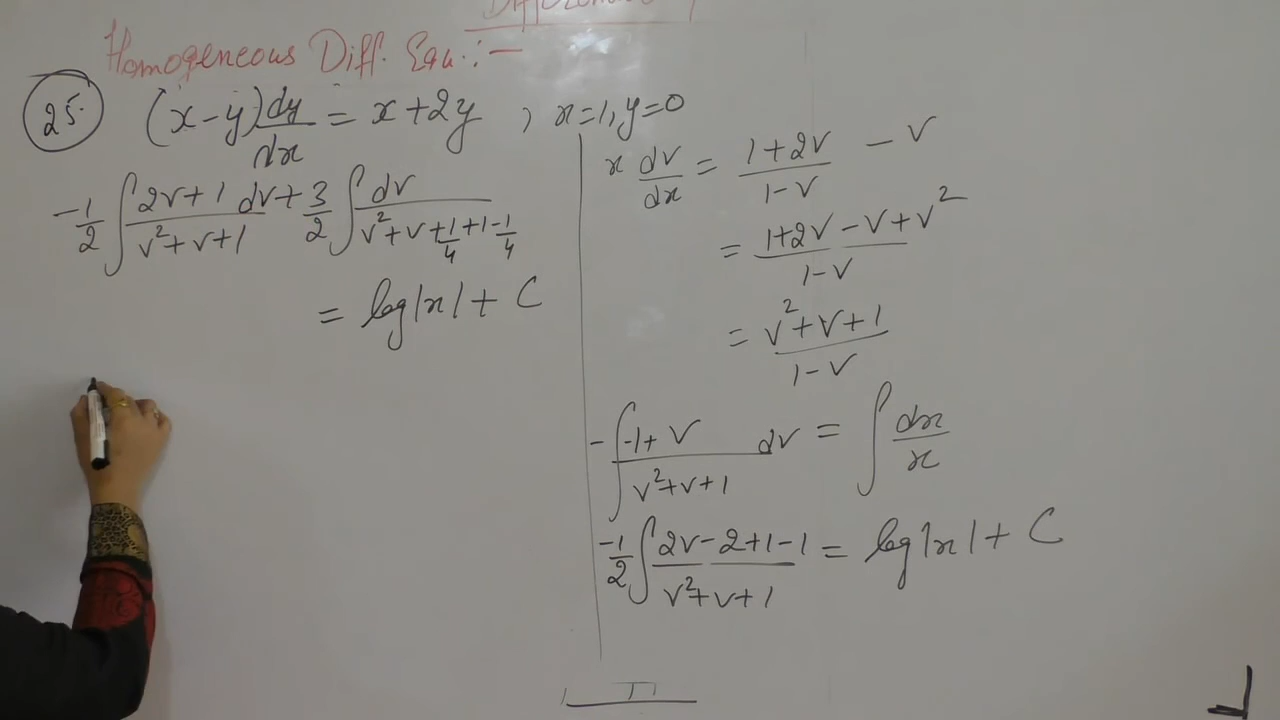 Homogeneous Diff. Equ.:-
25. (x-y)dy/dx = x+2y , x=1, y=0
-1/2 ∫ (2v+1)/(v²+v+1) dv + 3/2 ∫ dv/(v²+v+1/4+1-1/4)
= log|x| + C
x dv/dx = (1+2v)/(1-v) - v
= (1+2v-v+v²)/(1-v)
= (v²+v+1)/(1-v)
-∫ (-1+v)/(v²+v+1) dv = ∫ dx/x
-1/2 ∫ (2v-2+1-1)/(v²+v+1) = log|x| + C